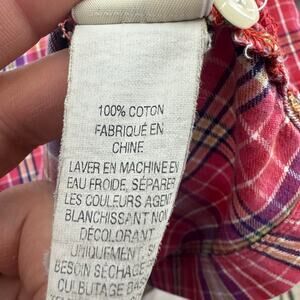 100% COTON
FABRIQUÉ EN
CHINE
LAVER EN MACHINE EN
EAU FROIDE, SÉPARER
LES COULEURS AGENT
BLANCHISSANT NON
DÉCOLORANT
UNIQUEMENT, SI
BESOIN SÉCHAGE
CULBUTAGE